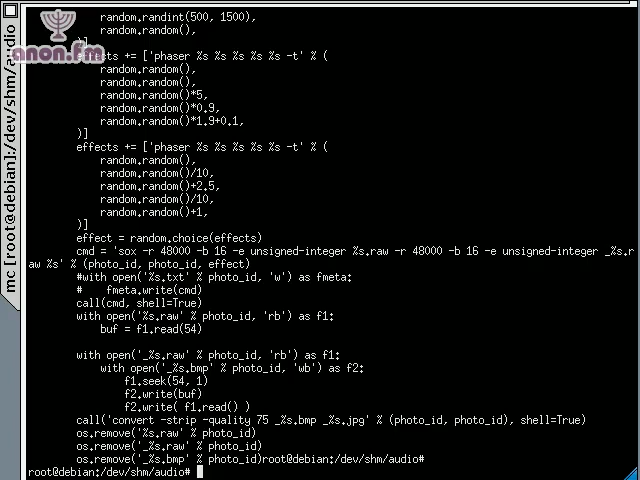 random.randint(500, 1500),
random.random(),
)]
anon.fm
effects += ['phaser %s %s %s %s %s -t' % (
random.random(),
random.random(),
random.random()*5,
random.random()*0.9,
random.random()*1.9+0.1,
)]
effects += ['phaser %s %s %s %s %s -t' % (
random.random(),
random.random()/10,
random.random()+2.5,
random.random()/10,
random.random()+1,
)]
effect = random.choice(effects)
cmd = 'sox -r 48000 -b 16 -e unsigned-integer %s.raw -r 48000 -b 16 -e unsigned-integer _%s.r
aw %s' % (photo_id, photo_id, effect)
#with open('%s.txt' % photo_id, 'w') as fmeta:
#    fmeta.write(cmd)
call(cmd, shell=True)
with open('%s.raw' % photo_id, 'rb') as f1:
buf = f1.read(54)
with open('_%s.raw' % photo_id, 'rb') as f1:
with open('_%s.bmp' % photo_id, 'wb') as f2:
f1.seek(54, 1)
f2.write(buf)
f2.write( f1.read() )
call('convert -strip -quality 75 _%s.bmp _%s.jpg' % (photo_id, photo_id), shell=True)
os.remove('%s.raw' % photo_id)
os.remove('_%s.raw' % photo_id)
os.remove('_%s.bmp' % photo_id)root@debian:/dev/shm/audio#
root@debian:/dev/shm/audio#
mc [root@debian]:/dev/shm/audio